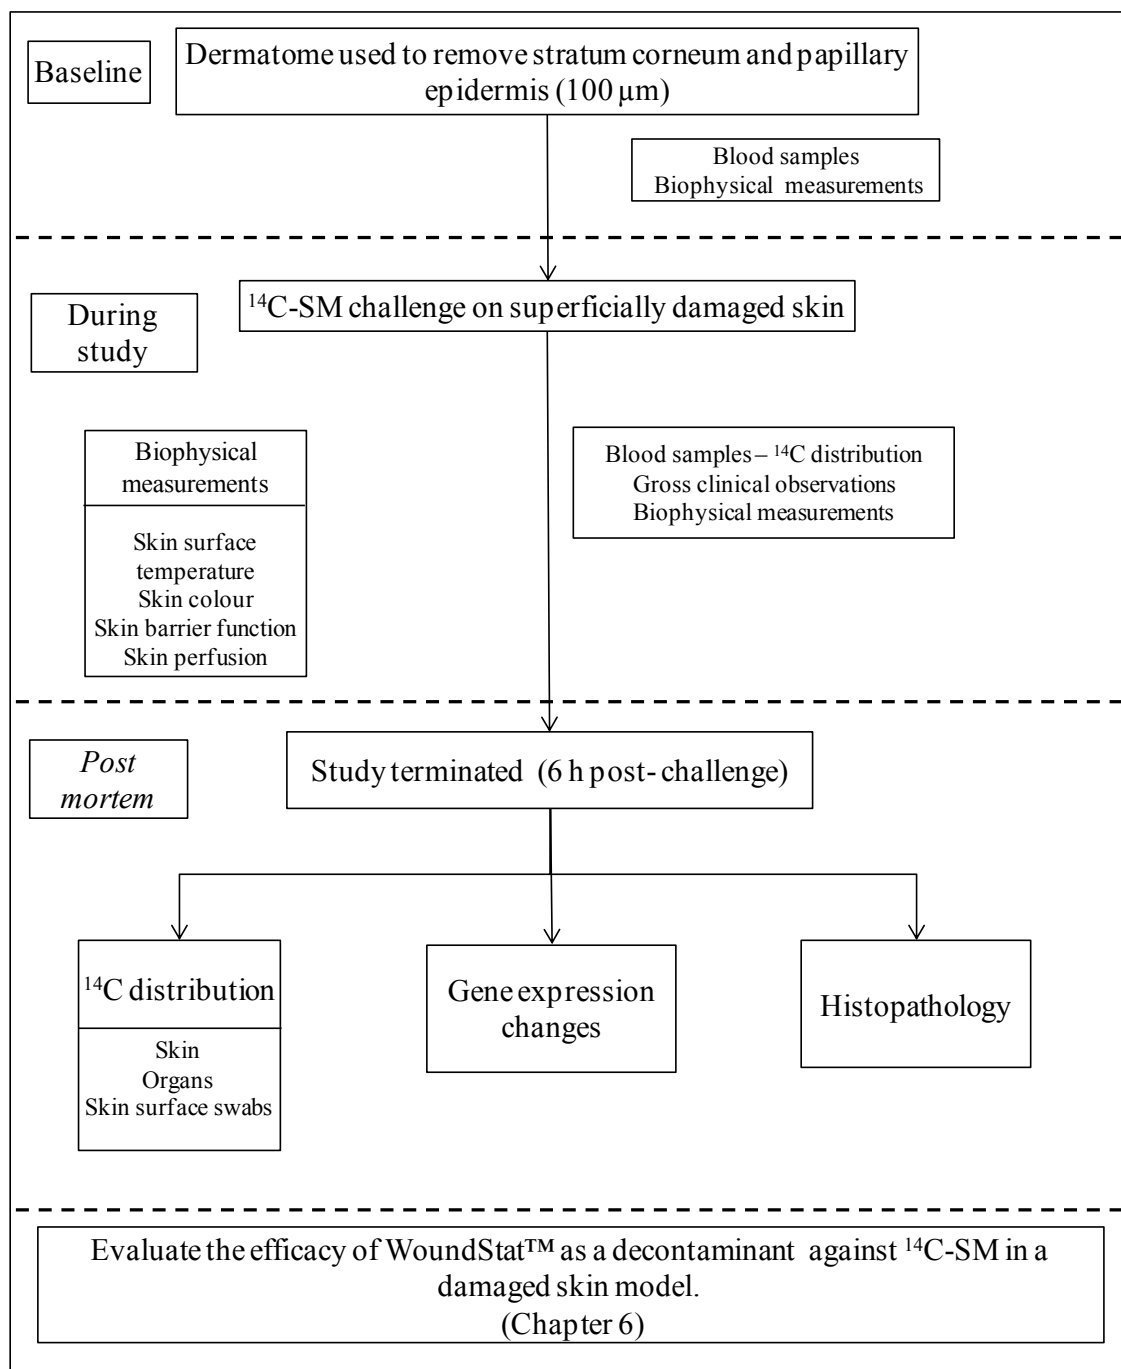 Baseline
Dermatome used to remove stratum corneum and papillary
epidermis (100 µm)
Blood samples
Biophysical measurements
During
study
¹⁴C-SM challenge on superficially damaged skin
Biophysical
measurements
Skin surface
temperature
Skin colour
Skin barrier function
Skin perfusion
Blood samples – ¹⁴C distribution
Gross clinical observations
Biophysical measurements
Post
mortem
Study terminated (6 h post- challenge)
¹⁴C distribution
Skin
Organs
Skin surface swabs
Gene expression
changes
Histopathology
Evaluate the efficacy of WoundStat™ as a decontaminant against ¹⁴C-SM in a
damaged skin model.
(Chapter 6)